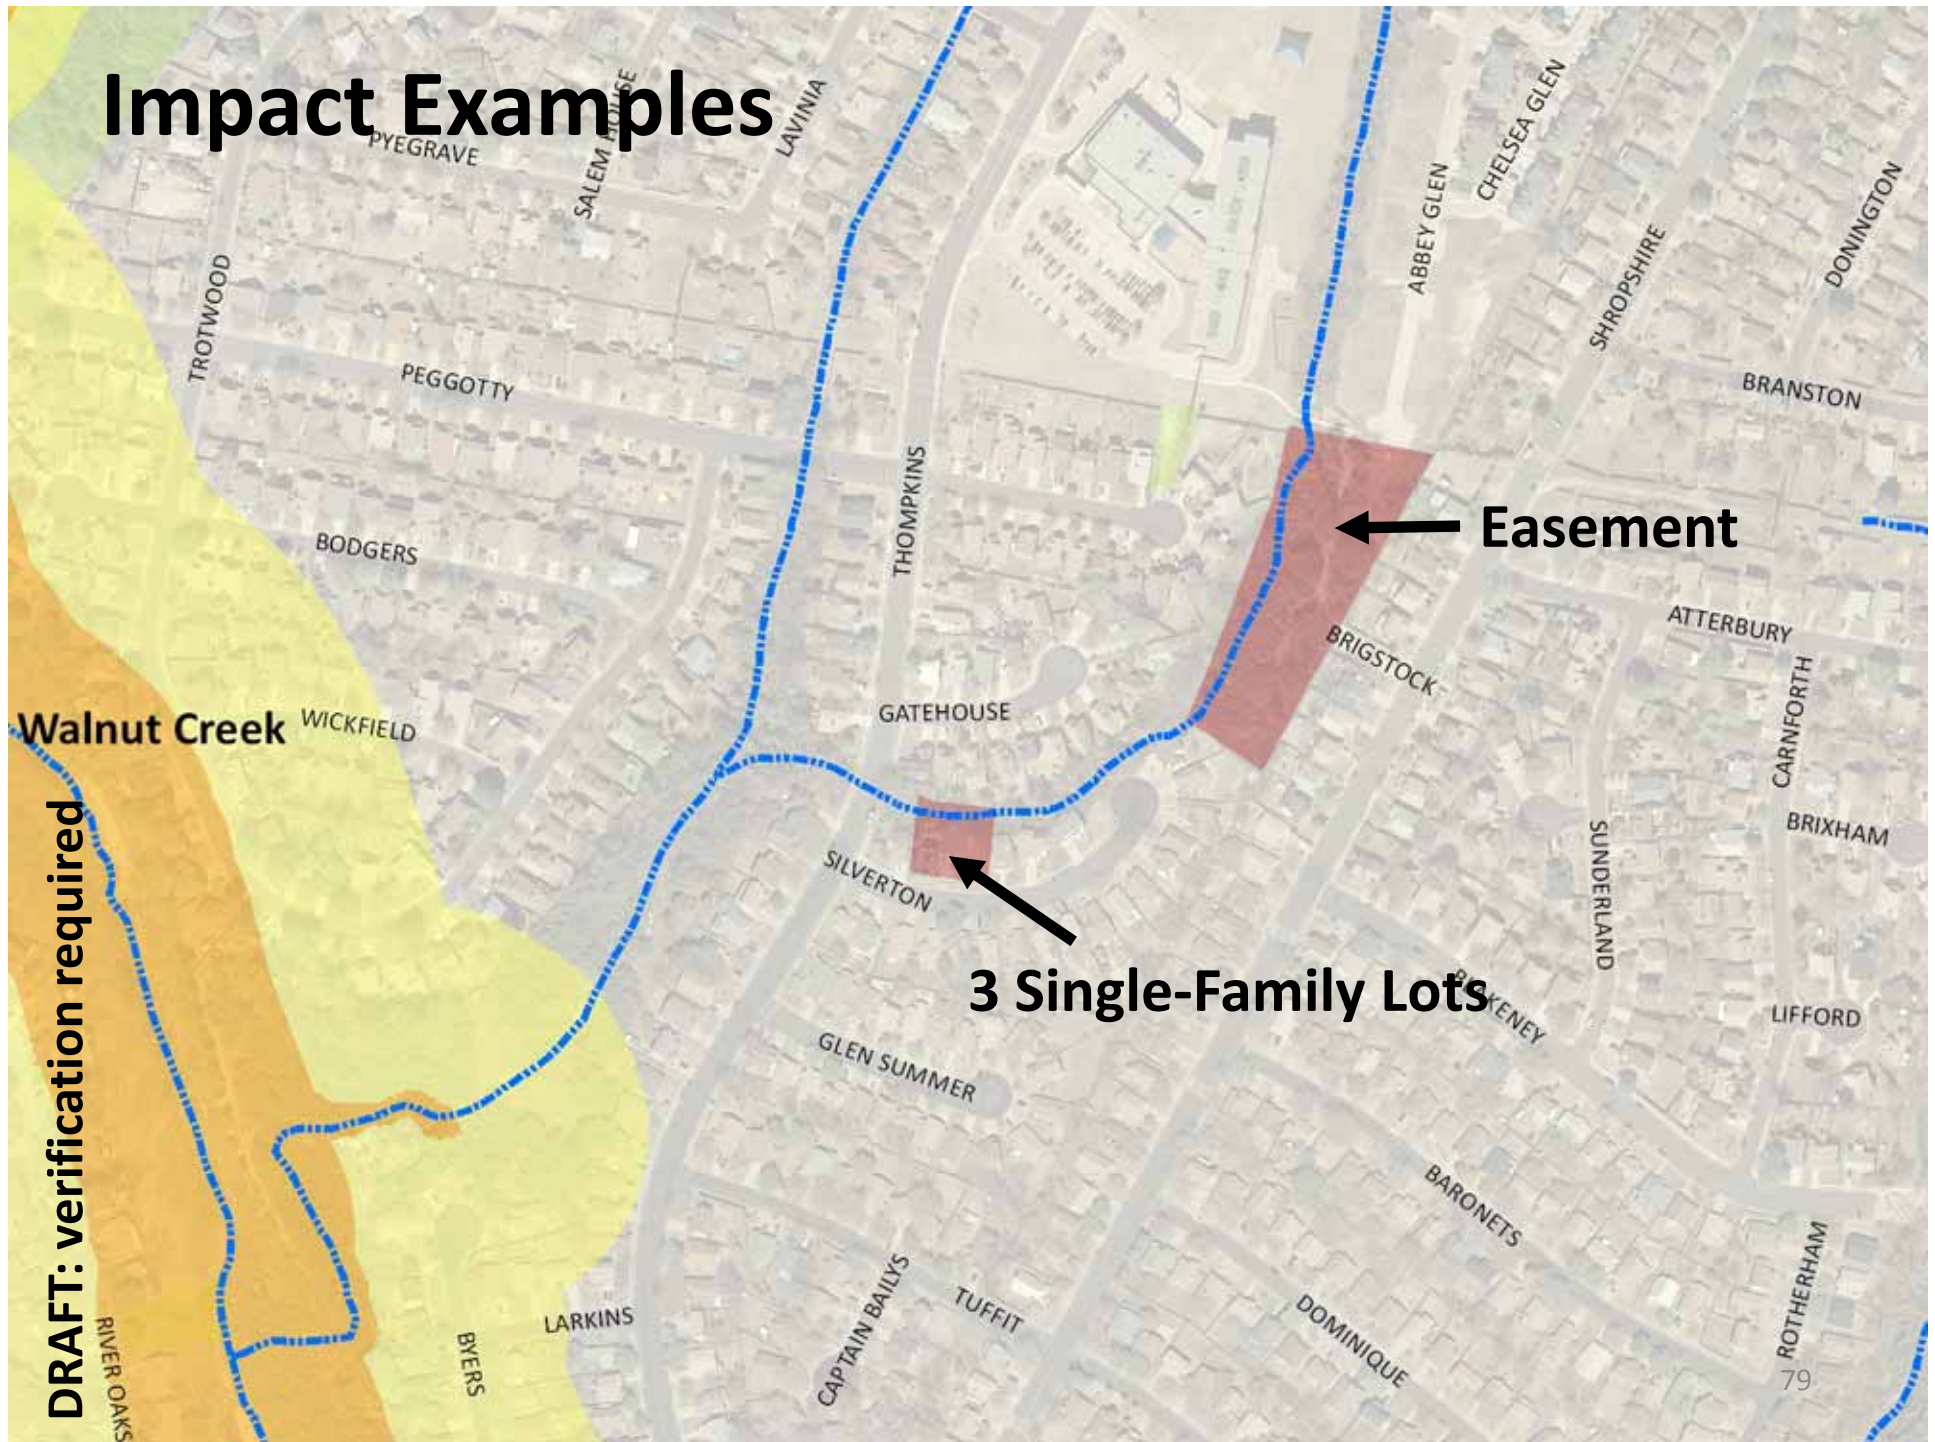 Impact Examples
PYEGRAVE
SALEM HOUSE
LAVINIA
CHELSEA GLEN
ABBEY GLEN
DONINGTON
SHROPSHIRE
TROTWOOD
PEGGOTTY
BRANSTON
THOMPKINS
Easement
BODGERS
ATTERBURY
BRIGSTOCK
CARNFORTH
Walnut Creek
WICKFIELD
GATEHOUSE
BRIXHAM
SUNDERLAND
SILVERTON
3 Single-Family Lots
LIFFORD
GLEN SUMMER
DRAFT: verification required
BARONETS
ROTHERHAM
CAPTAIN BAILYS
TUFFIT
DOMINIQUE
LARKINS
BYERS
RIVER OAKS
79